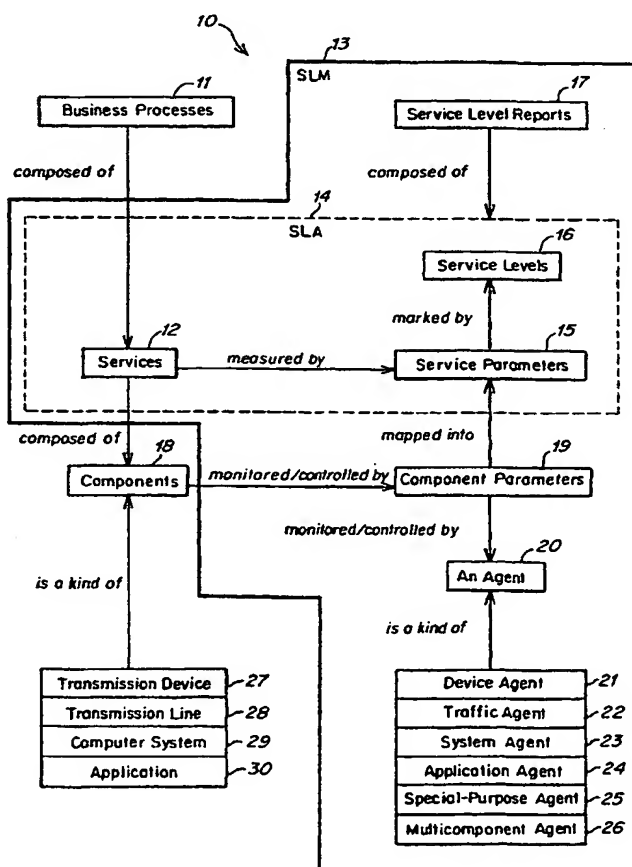 10
13
SLM
11
17
Business Processes
Service Level Reports
composed of
composed of
14
SLA
16
Service Levels
marked by
12
15
Services
measured by
Service Parameters
composed of
mapped into
18
19
Components
monitored/controlled by
Component Parameters
monitored/controlled by
20
An Agent
is a kind of
is a kind of
Transmission Device
27
Device Agent
21
Transmission Line
28
Traffic Agent
22
Computer System
29
System Agent
23
Application
30
Application Agent
24
Special-Purpose Agent
25
Multicomponent Agent
26